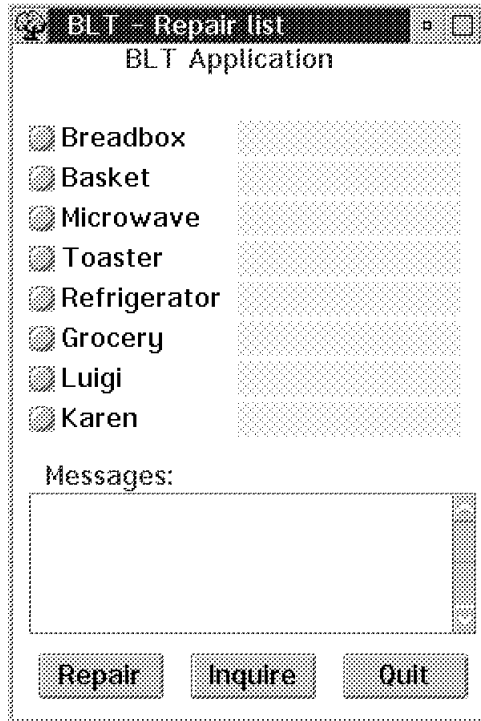 BLT - Repair list
BLT Application
Breadbox
Basket
Microwave
Toaster
Refrigerator
Grocery
Luigi
Karen
Messages:
Repair Inquire Quit